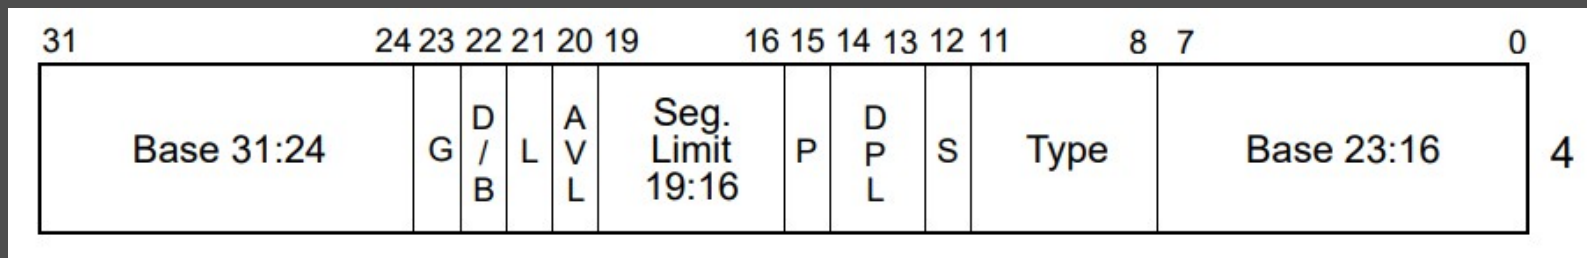 31 24 23 22 21 20 19 16 15 14 13 12 11 8 7 0
Base 31:24
G
D
/
B
L
A
V
L
Seg.
Limit
19:16
P
D
P
L
S
Type
Base 23:16
4